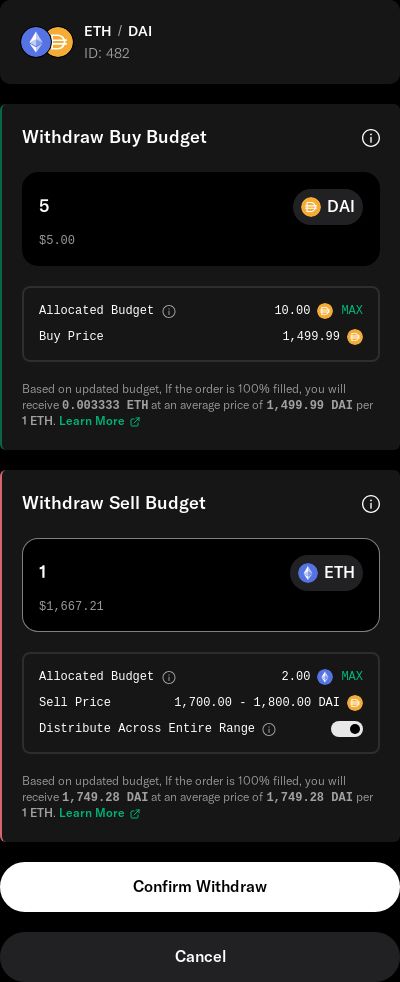 ETH / DAI
ID: 482
Withdraw Buy Budget
5
DAI
$5.00
Allocated Budget 10.00 MAX
Buy Price 1,499.99
Based on updated budget, If the order is 100% filled, you will
receive 0.003333 ETH at an average price of 1,499.99 DAI per
1 ETH. Learn More
Withdraw Sell Budget
1
ETH
$1,667.21
Allocated Budget 2.00 MAX
Sell Price 1,700.00 - 1,800.00 DAI
Distribute Across Entire Range
Based on updated budget, If the order is 100% filled, you will
receive 1,749.28 DAI at an average price of 1,749.28 DAI per
1 ETH. Learn More
Confirm Withdraw
Cancel